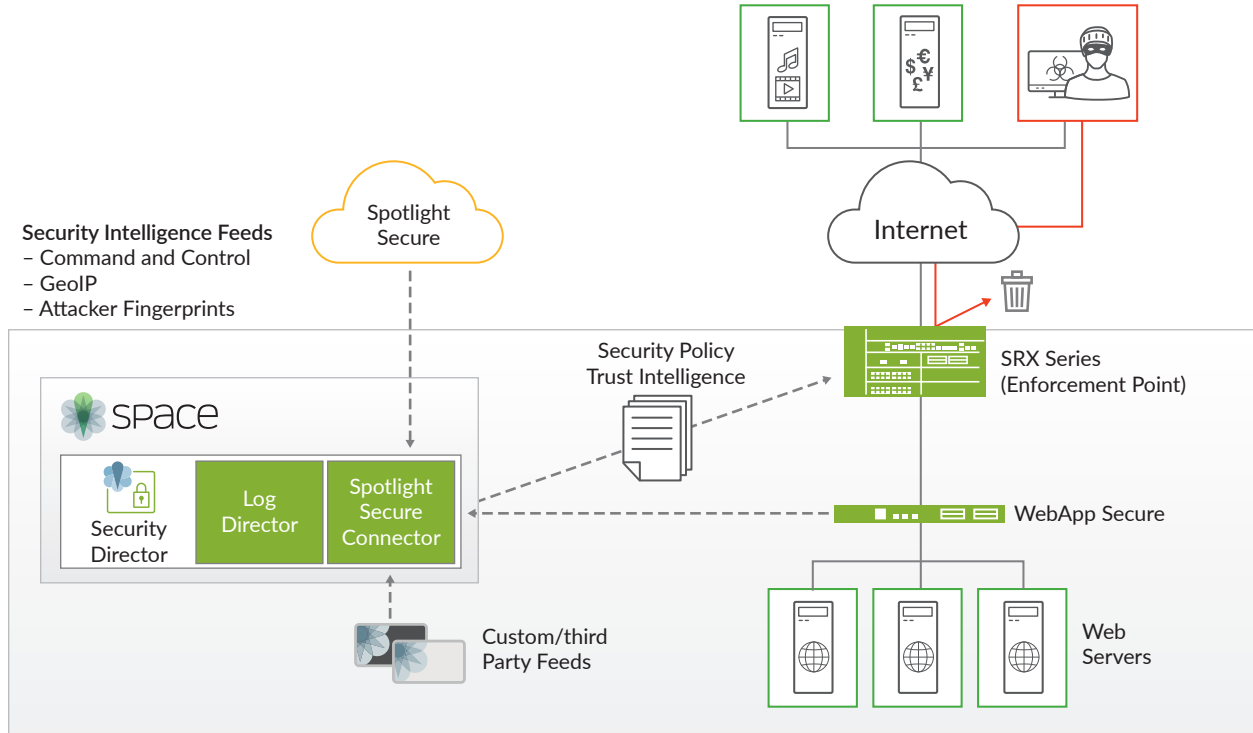 $ € £ ¥
Spotlight
Secure
Internet
Security Intelligence Feeds
– Command and Control
– GeoIP
– Attacker Fingerprints
Security Policy
Trust Intelligence
SRX Series
(Enforcement Point)
space
Security
Director
Log
Director
Spotlight
Secure
Connector
WebApp Secure
Custom/third
Party Feeds
Web
Servers